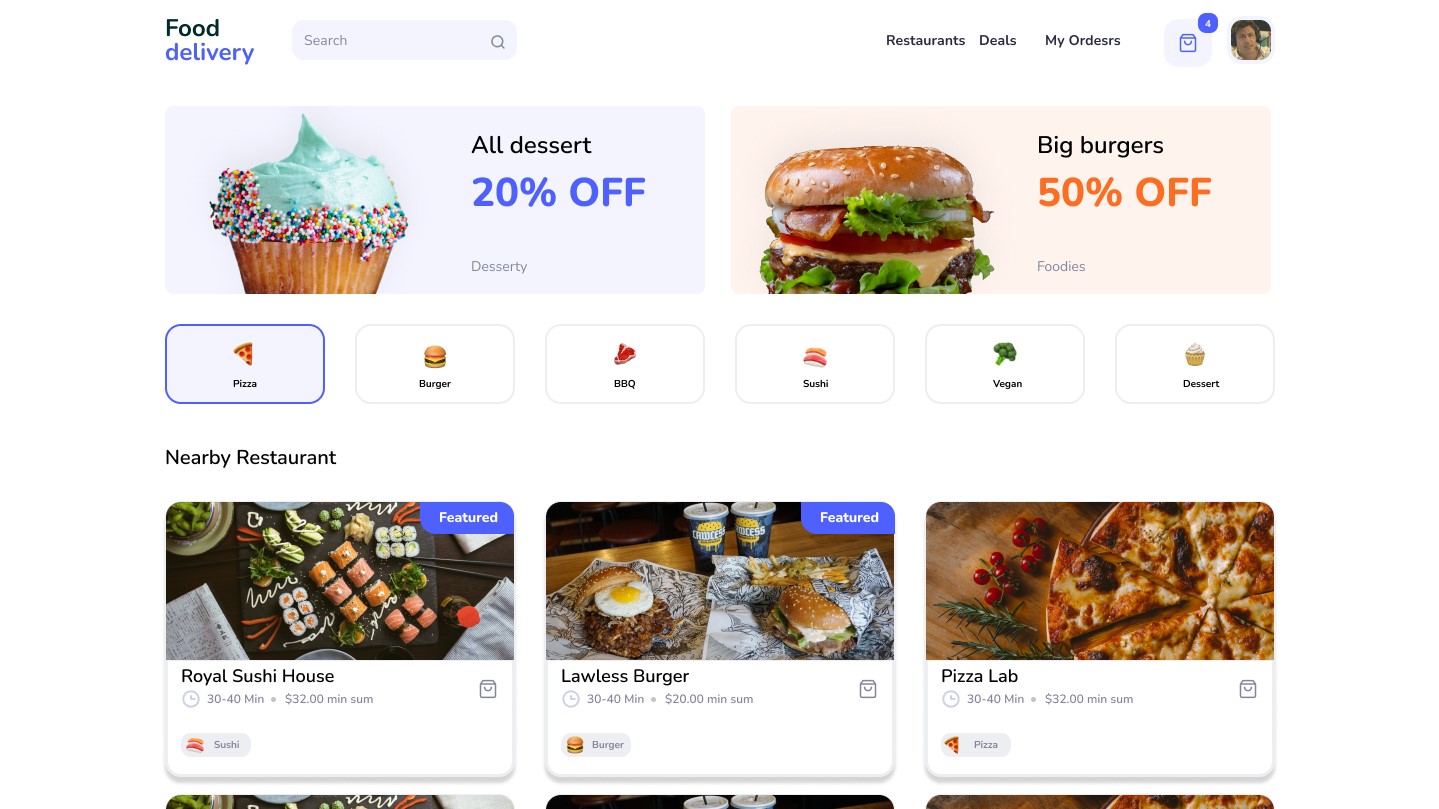 Food
delivery
Search
Restaurants
Deals
My Ordesrs
4
All dessert
20% OFF
Desserty
Big burgers
50% OFF
Foodies
Pizza
Burger
BBQ
Sushi
Vegan
Dessert
Nearby Restaurant
Featured
Featured
Royal Sushi House
30-40 Min • $32.00 min sum
Sushi
Lawless Burger
30-40 Min • $20.00 min sum
Burger
Pizza Lab
30-40 Min • $32.00 min sum
Pizza